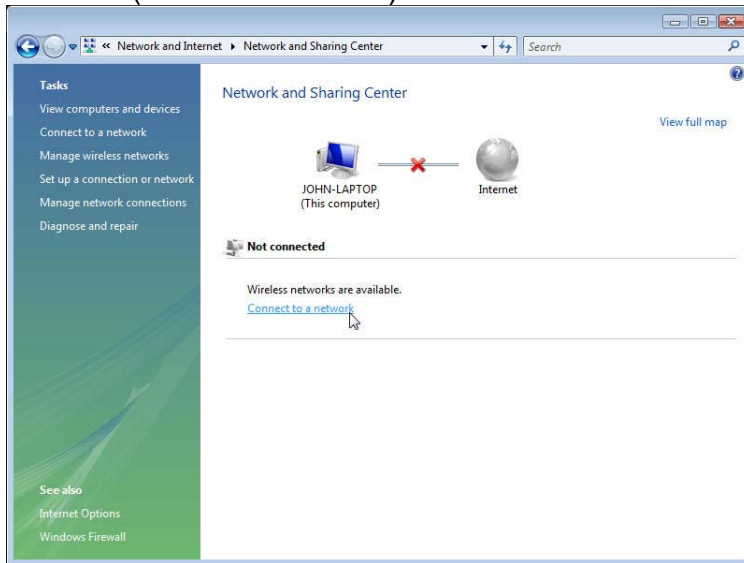 « Network and Internet ▸ Network and Sharing Center
Search
Tasks
View computers and devices
Connect to a network
Manage wireless networks
Set up a connection or network
Manage network connections
Diagnose and repair
See also
Internet Options
Windows Firewall
Network and Sharing Center
View full map
JOHN-LAPTOP
(This computer)
Internet
Not connected
Wireless networks are available.
Connect to a network